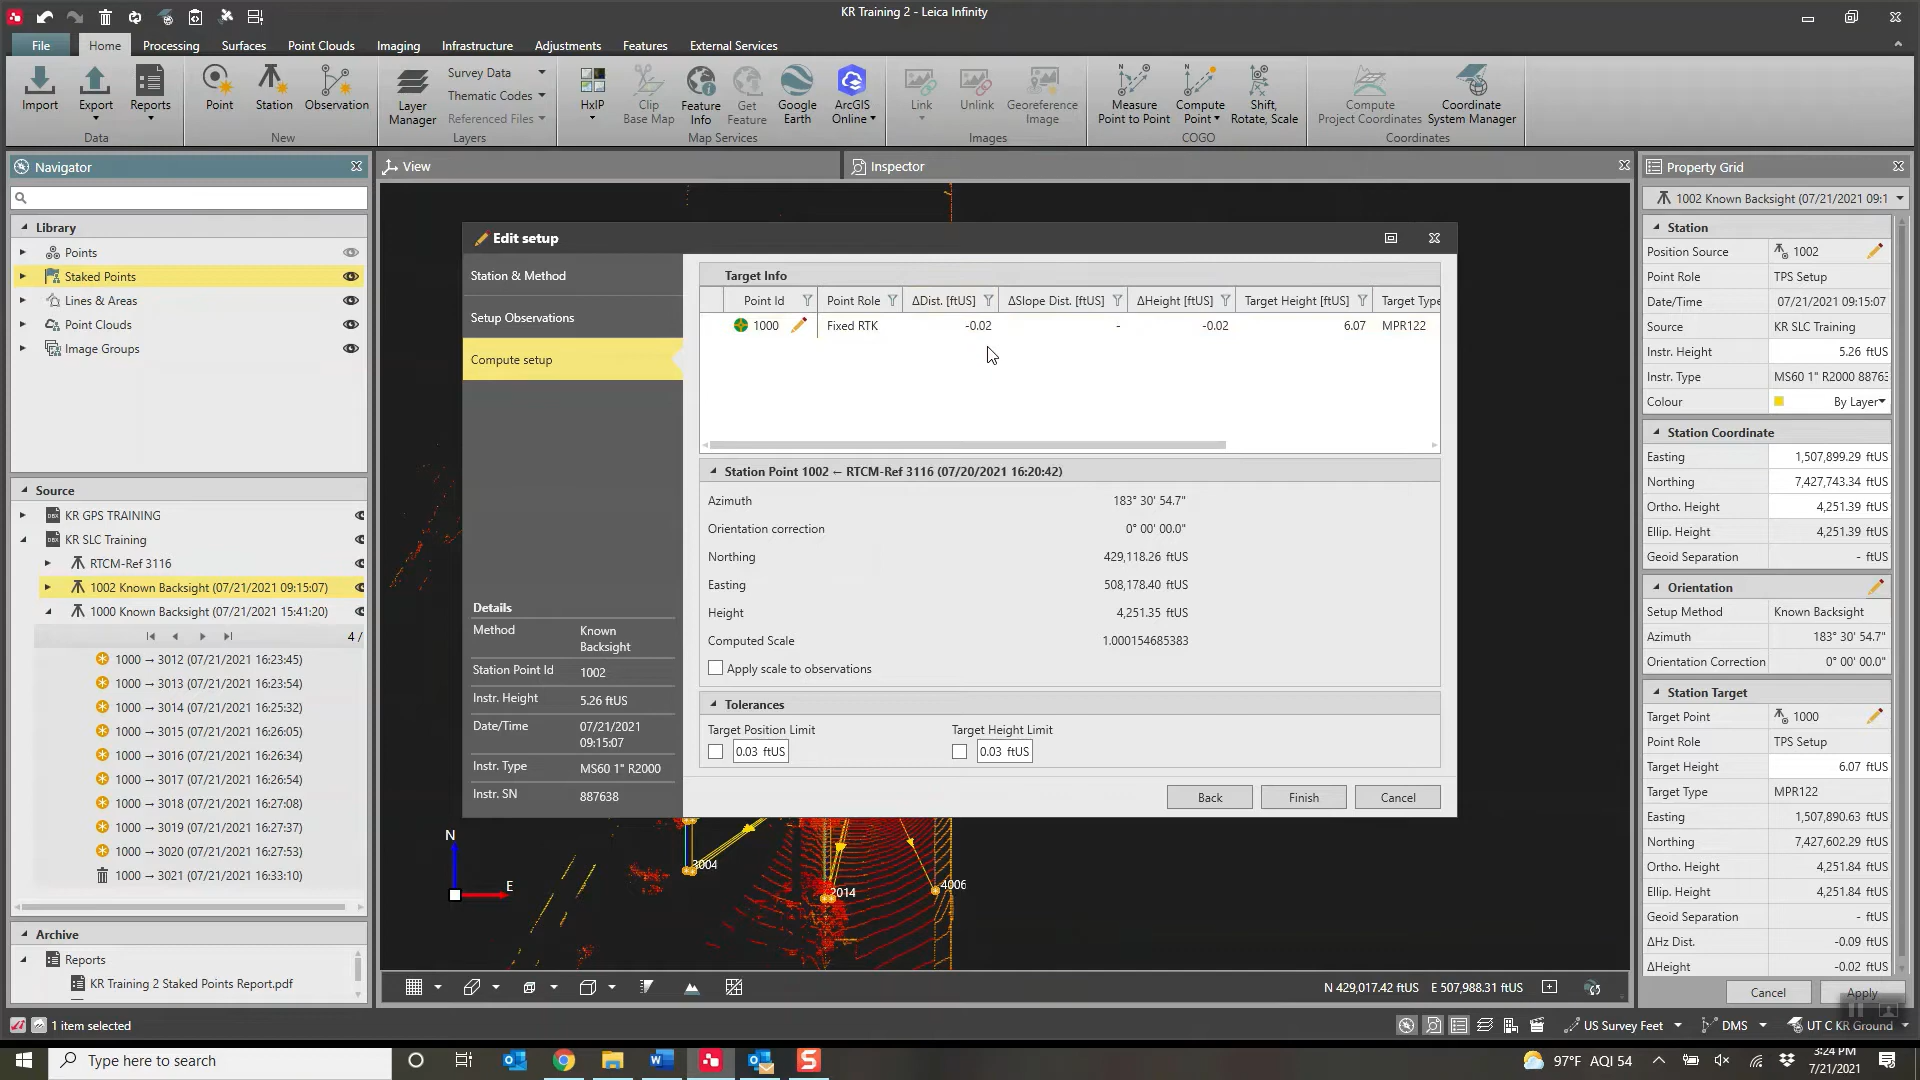 KR Training 2 - Leica Infinity
File Home Processing Surfaces Point Clouds Imaging Infrastructure Adjustments Features External Services
Import Export Reports
Data
Point Station Observation
New
Layer Manager
Survey Data
Thematic Codes
Referenced Files
Layers
HxIP
Clip Base Map
Feature Info
Get Feature
Google Earth
ArcGIS Online
Map Services
Link
Unlink
Georeference Image
Images
Measure Point to Point
Compute Point
Shift, Rotate, Scale
COGO
Compute Project Coordinates
Coordinate System Manager
Coordinates
Navigator
Library
Points
Staked Points
Lines & Areas
Point Clouds
Image Groups
Source
KR GPS TRAINING
KR SLC Training
RTCM-Ref 3116
1002 Known Backsight (07/21/2021 09:15:07)
1000 Known Backsight (07/21/2021 15:41:20)
4 /
1000 → 3012 (07/21/2021 16:23:45)
1000 → 3013 (07/21/2021 16:23:54)
1000 → 3014 (07/21/2021 16:25:32)
1000 → 3015 (07/21/2021 16:26:05)
1000 → 3016 (07/21/2021 16:26:34)
1000 → 3017 (07/21/2021 16:26:54)
1000 → 3018 (07/21/2021 16:27:08)
1000 → 3019 (07/21/2021 16:27:37)
1000 → 3020 (07/21/2021 16:27:53)
1000 → 3021 (07/21/2021 16:33:10)
Archive
Reports
KR Training 2 Staked Points Report.pdf
1 item selected
View
Inspector
Edit setup
Station & Method
Setup Observations
Compute setup
Details
Method Known Backsight
Station Point Id 1002
Instr. Height 5.26 ftUS
Date/Time 07/21/2021 09:15:07
Instr. Type MS60 1" R2000
Instr. SN 887638
Target Info
Point Id Point Role ΔDist. [ftUS] ΔSlope Dist. [ftUS] ΔHeight [ftUS] Target Height [ftUS] Target Type
1000 Fixed RTK -0.02 - -0.02 6.07 MPR122
Station Point 1002 ← RTCM-Ref 3116 (07/20/2021 16:20:42)
Azimuth 183° 30' 54.7"
Orientation correction 0° 00' 00.0"
Northing 429,118.26 ftUS
Easting 508,178.40 ftUS
Height 4,251.35 ftUS
Computed Scale 1.000154685383
Apply scale to observations
Tolerances
Target Position Limit Target Height Limit
0.03 ftUS 0.03 ftUS
Back Finish Cancel
N
E
3004
2014
4006
N 429,017.42 ftUS E 507,988.31 ftUS
Property Grid
1002 Known Backsight (07/21/2021 09:1
Station
Position Source 1002
Point Role TPS Setup
Date/Time 07/21/2021 09:15:07
Source KR SLC Training
Instr. Height 5.26 ftUS
Instr. Type MS60 1" R2000 8876
Colour By Layer
Station Coordinate
Easting 1,507,899.29 ftUS
Northing 7,427,743.34 ftUS
Ortho. Height 4,251.39 ftUS
Ellip. Height 4,251.39 ftUS
Geoid Separation - ftUS
Orientation
Setup Method Known Backsight
Azimuth 183° 30' 54.7"
Orientation Correction 0° 00' 00.0"
Station Target
Target Point 1000
Point Role TPS Setup
Target Height 6.07 ftUS
Target Type MPR122
Easting 1,507,890.63 ftUS
Northing 7,427,602.29 ftUS
Ortho. Height 4,251.84 ftUS
Ellip. Height 4,251.84 ftUS
Geoid Separation - ftUS
ΔHz Dist. -0.09 ftUS
ΔHeight -0.02 ftUS
Cancel Apply
US Survey Feet DMS UT C KR Ground
Type here to search
97°F AQI 54
3:24 PM
7/21/2021